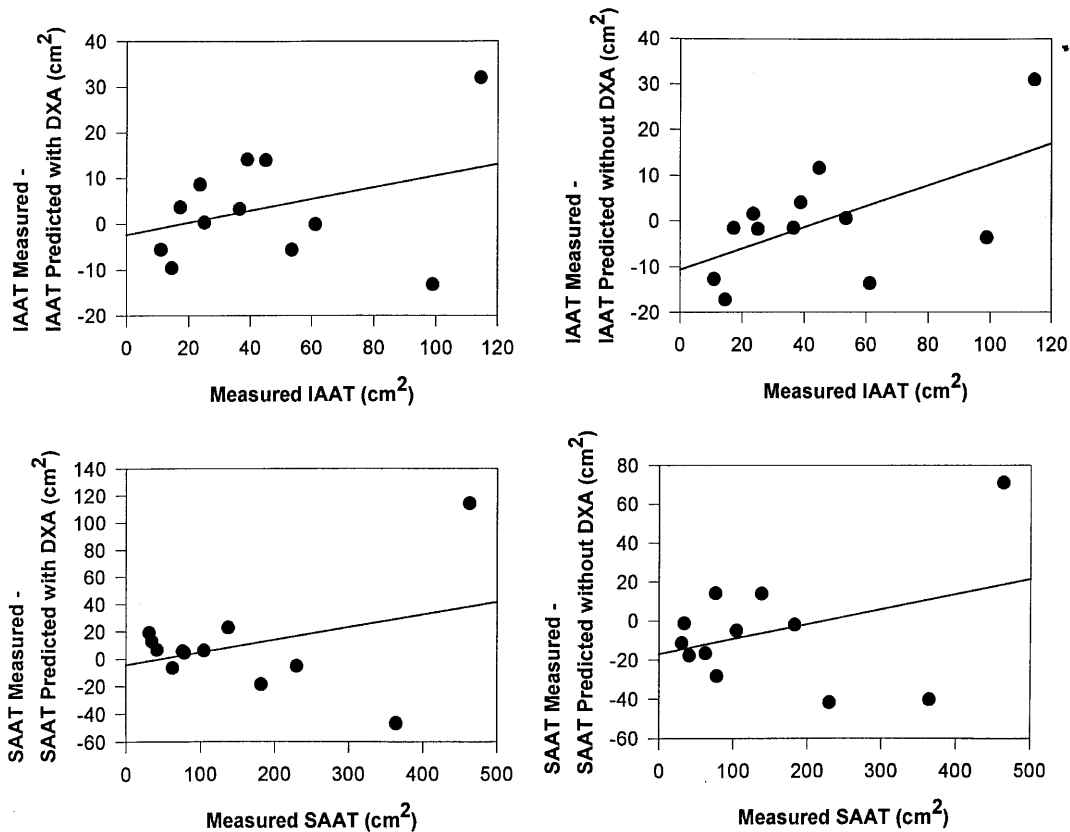 IAAT Measured -
IAAT Predicted with DXA (cm2)
40
30
20
10
0
-10
-20
0 20 40 60 80 100 120
Measured IAAT (cm2)
IAAT Measured -
IAAT Predicted without DXA (cm2)
40
30
20
10
0
-10
-20
0 20 40 60 80 100 120
Measured IAAT (cm2)
SAAT Measured -
SAAT Predicted with DXA (cm2)
140
120
100
80
60
40
20
0
-20
-40
-60
0 100 200 300 400 500
Measured SAAT (cm2)
SAAT Measured -
SAAT Predicted without DXA (cm2)
80
60
40
20
0
-20
-40
-60
0 100 200 300 400 500
Measured SAAT (cm2)